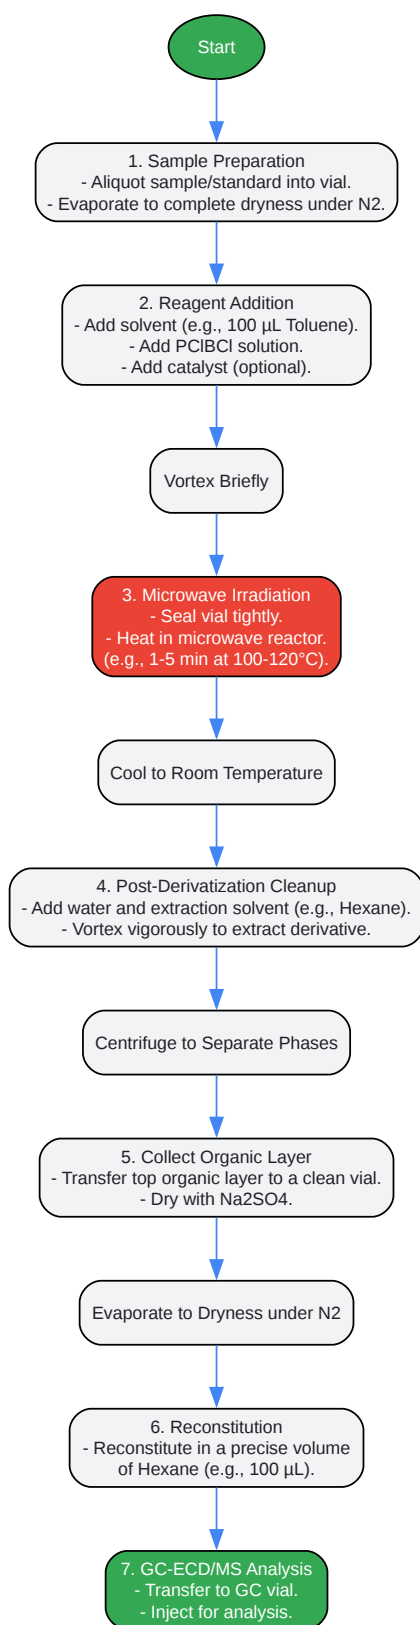 Start
1. Sample Preparation
- Aliquot sample/standard into vial.
- Evaporate to complete dryness under N2.
2. Reagent Addition
- Add solvent (e.g., 100 µL Toluene).
- Add PClBCl solution.
- Add catalyst (optional).
Vortex Briefly
3. Microwave Irradiation
- Seal vial tightly.
- Heat in microwave reactor.
(e.g., 1-5 min at 100-120°C).
Cool to Room Temperature
4. Post-Derivatization Cleanup
- Add water and extraction solvent (e.g., Hexane).
- Vortex vigorously to extract derivative.
Centrifuge to Separate Phases
5. Collect Organic Layer
- Transfer top organic layer to a clean vial.
- Dry with Na2SO4.
Evaporate to Dryness under N2
6. Reconstitution
- Reconstitute in a precise volume
of Hexane (e.g., 100 µL).
7. GC-ECD/MS Analysis
- Transfer to GC vial.
- Inject for analysis.